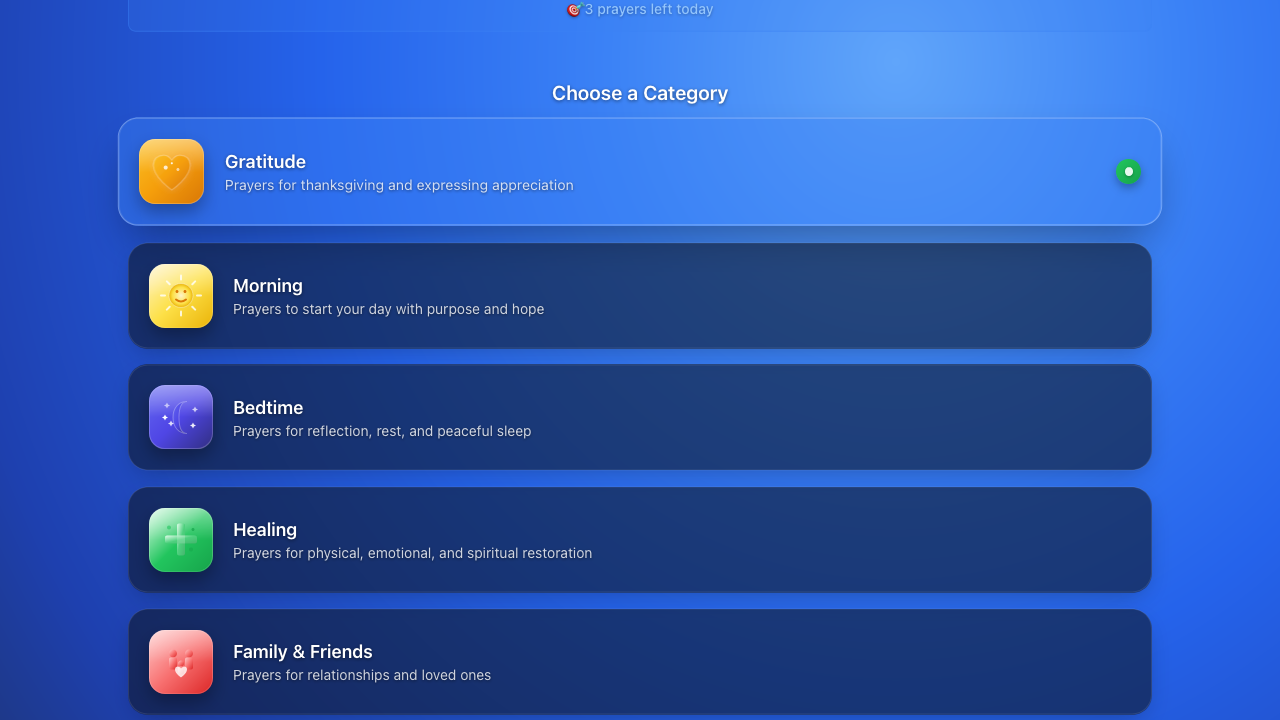 3 prayers left today
Choose a Category
Gratitude
Prayers for thanksgiving and expressing appreciation
Morning
Prayers to start your day with purpose and hope
Bedtime
Prayers for reflection, rest, and peaceful sleep
Healing
Prayers for physical, emotional, and spiritual restoration
Family & Friends
Prayers for relationships and loved ones